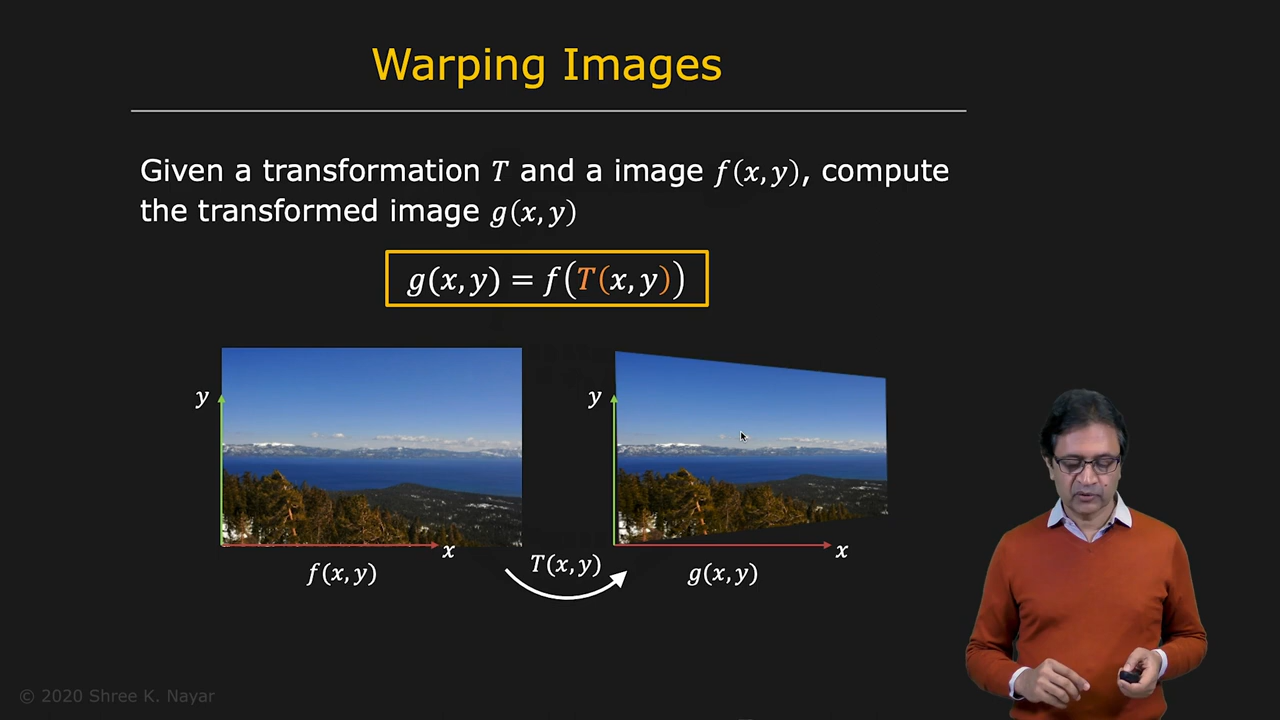 Warping Images
Given a transformation T and a image f(x,y), compute
the transformed image g(x,y)
g(x,y) = f(T(x,y))
y
y
x
x
T(x,y)
f(x,y)
g(x,y)
© 2020 Shree K. Nayar